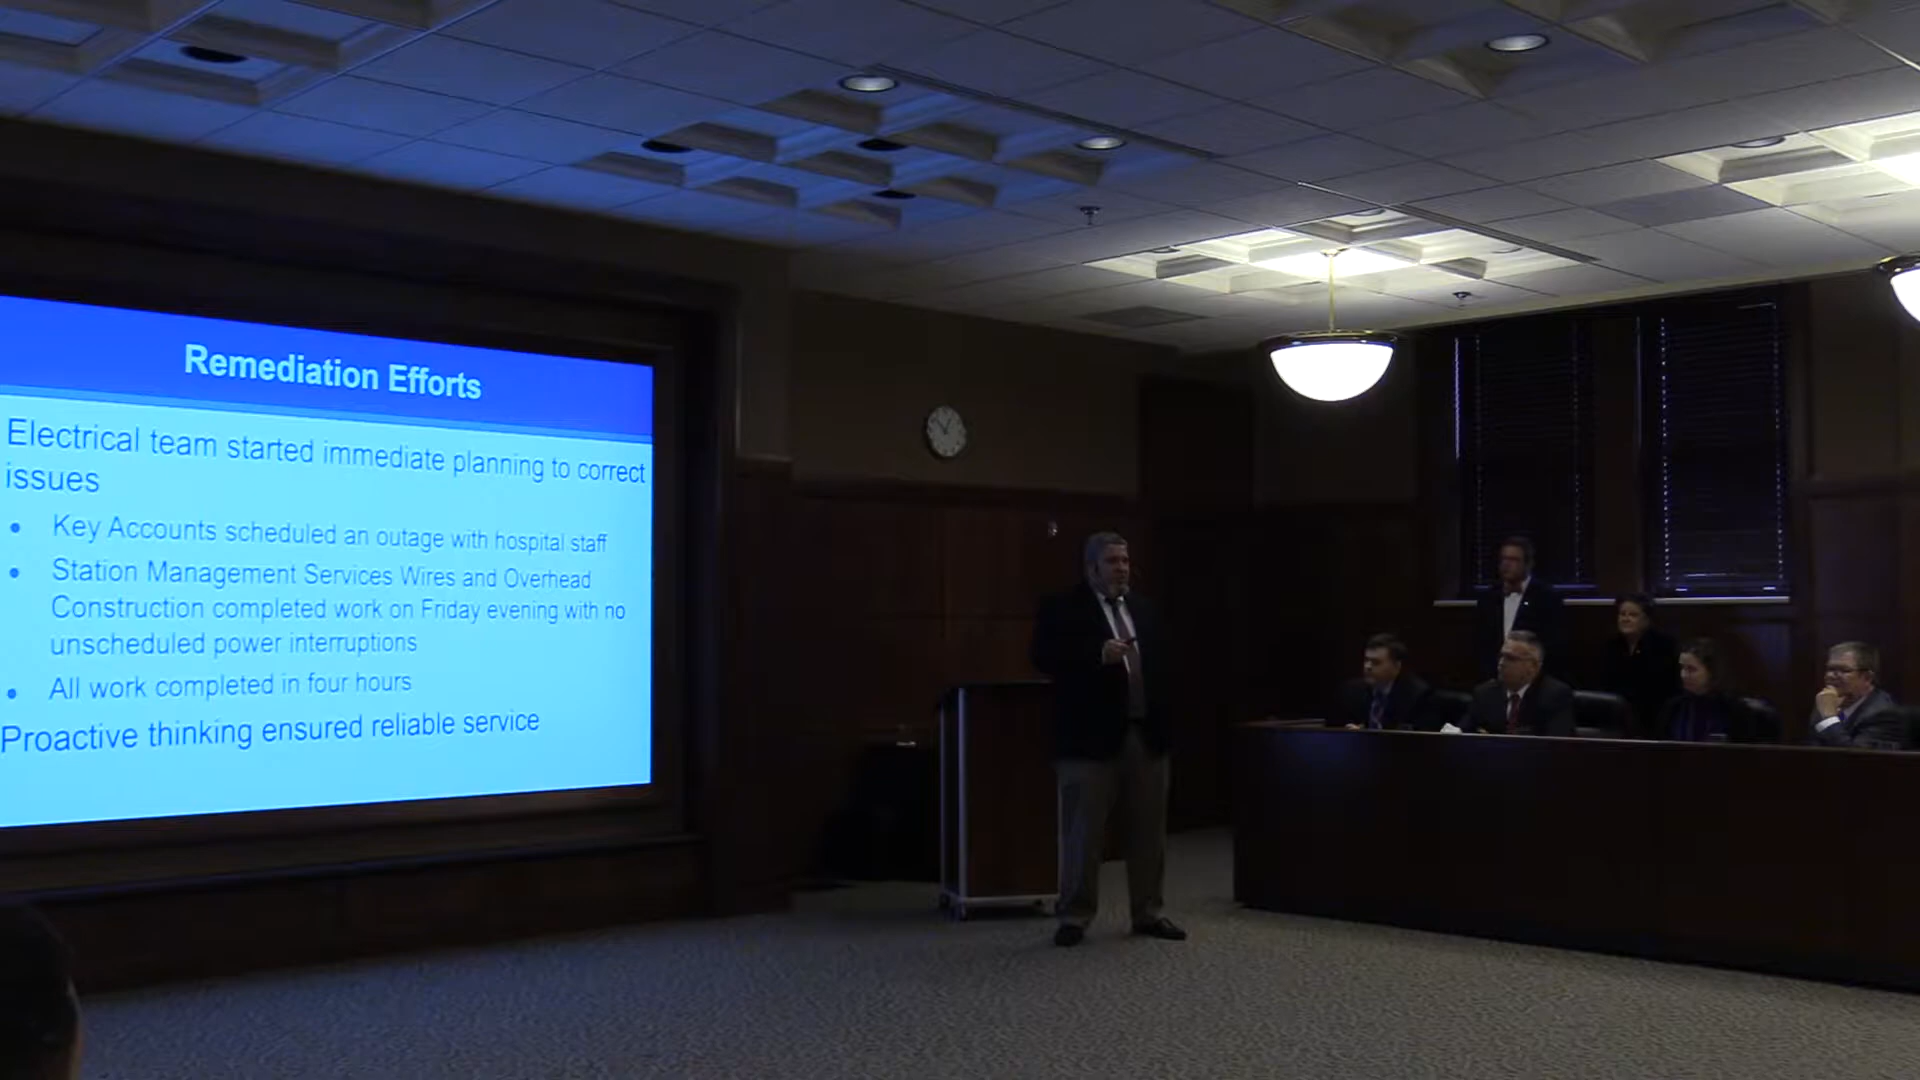 Remediation Efforts
Electrical team started immediate planning to correct
issues
• Key Accounts scheduled an outage with hospital staff
• Station Management Services Wires and Overhead
Construction completed work on Friday evening with no
unscheduled power interruptions
• All work completed in four hours
Proactive thinking ensured reliable service